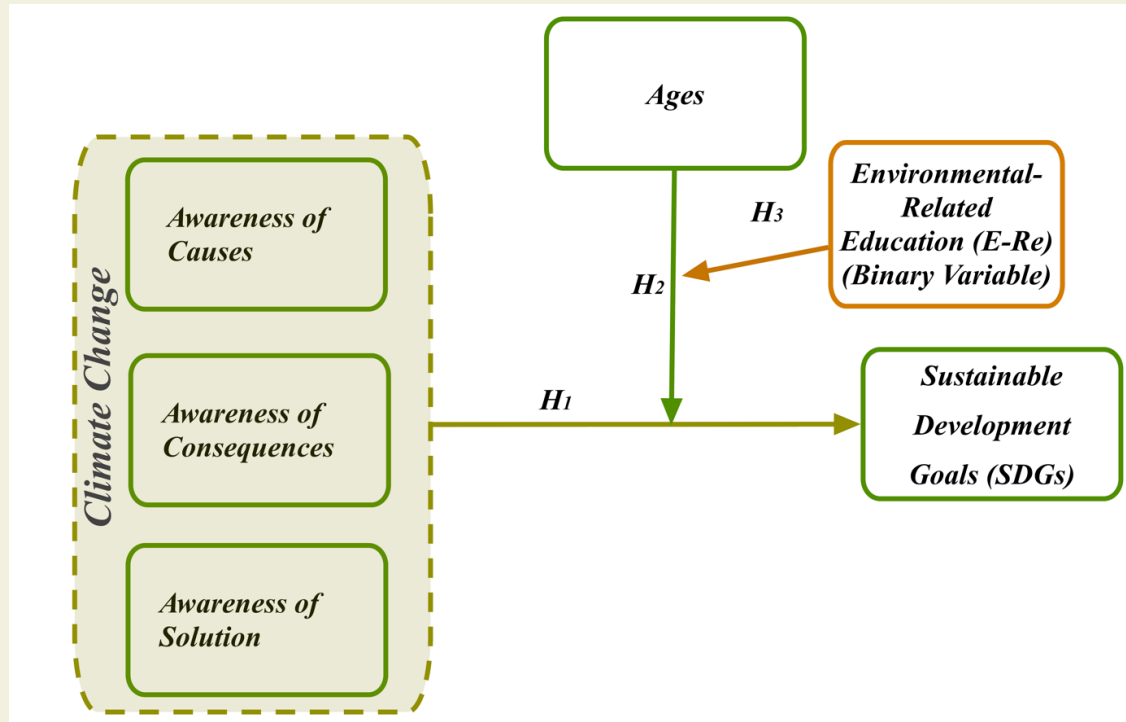 Ages
Environmental-
Related
Education (E-Re)
(Binary Variable)
H3
H2
H1
Climate Change
Awareness of
Causes
Awareness of
Consequences
Awareness of
Solution
Sustainable
Development
Goals (SDGs)